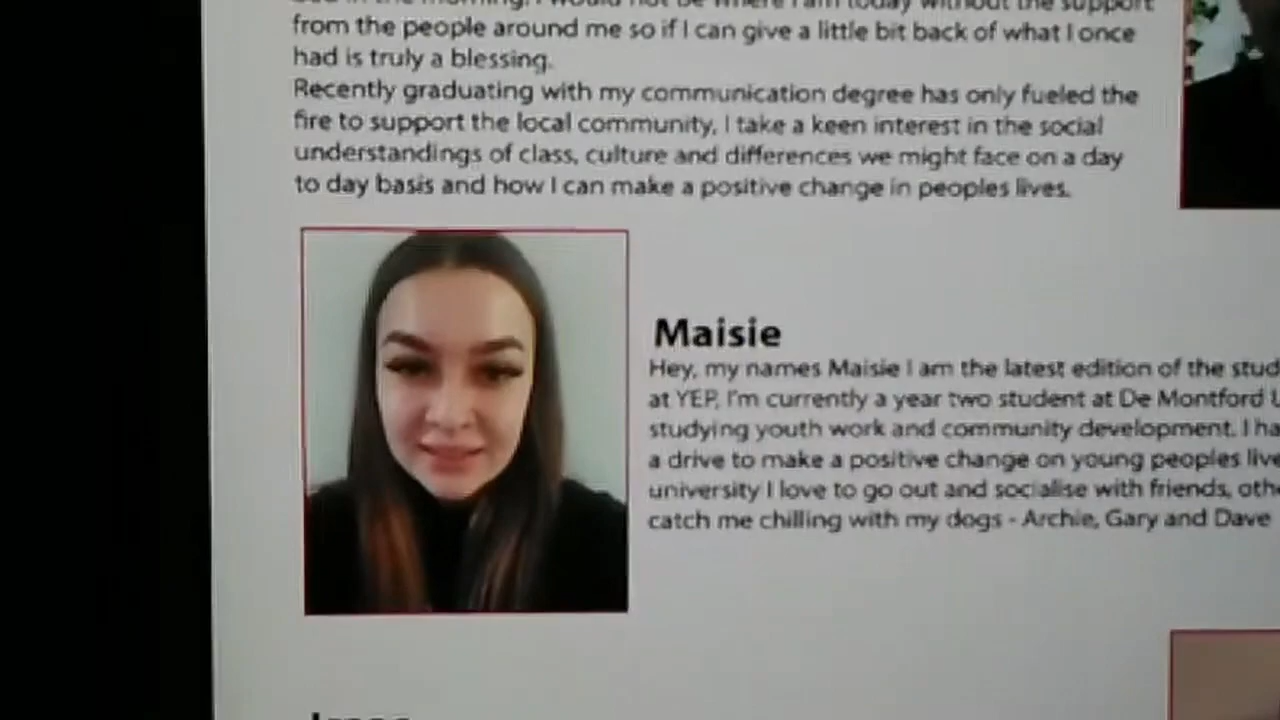 from the people around me so if I can give a little bit back of what I once
had is truly a blessing.
Recently graduating with my communication degree has only fueled the
fire to support the local community, I take a keen interest in the social
understandings of class, culture and differences we might face on a day
to day basis and how I can make a positive change in peoples lives.
Maisie
Hey, my names Maisie I am the latest edition of the stud
at YEP, I'm currently a year two student at De Montford U
studying youth work and community development. I ha
a drive to make a positive change on young peoples live
university I love to go out and socialise with friends, othe
catch me chilling with my dogs - Archie, Gary and Dave